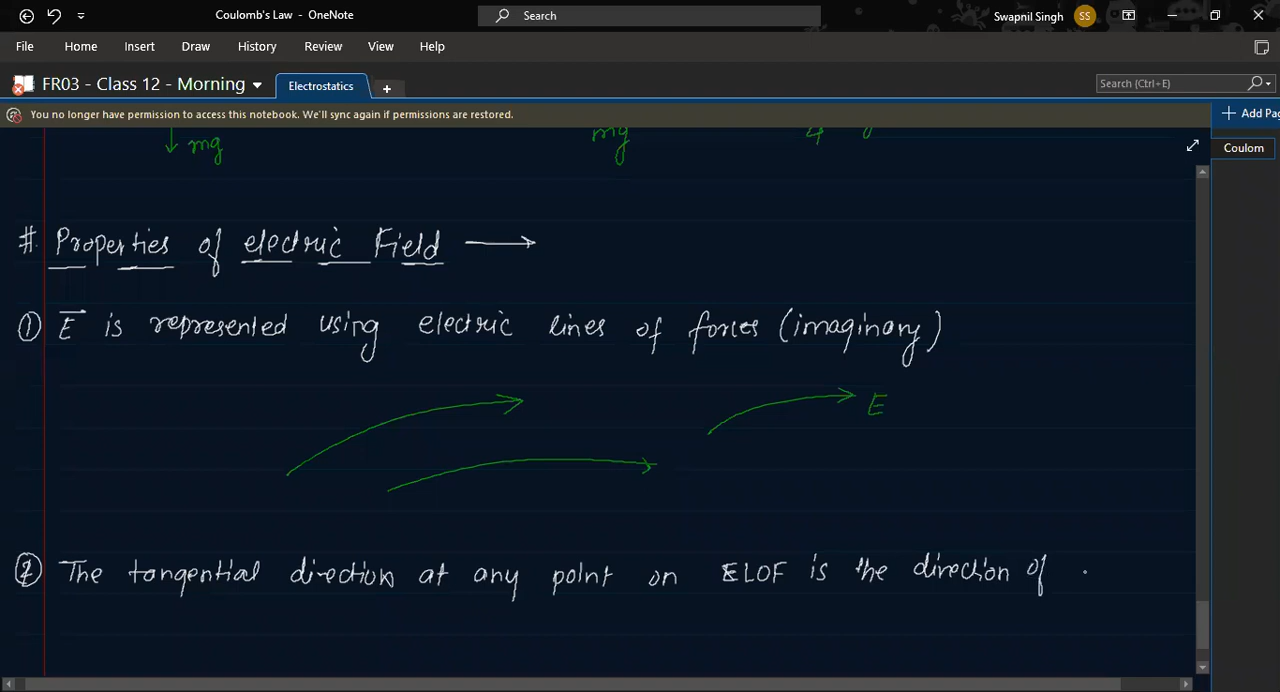 Coulomb's Law - OneNote
Search
Swapnil Singh
SS
File Home Insert Draw History Review View Help
FR03 - Class 12 - Morning
Electrostatics
+
Search (Ctrl+E)
You no longer have permission to access this notebook. We'll sync again if permissions are restored.
+ Add Pag
Coulom
↓ mg mg 4
# Properties of electric Field →
① E⃗ is represented using electric lines of forces (imaginary)
E
② The tangential direction at any point on ELOF is the direction of